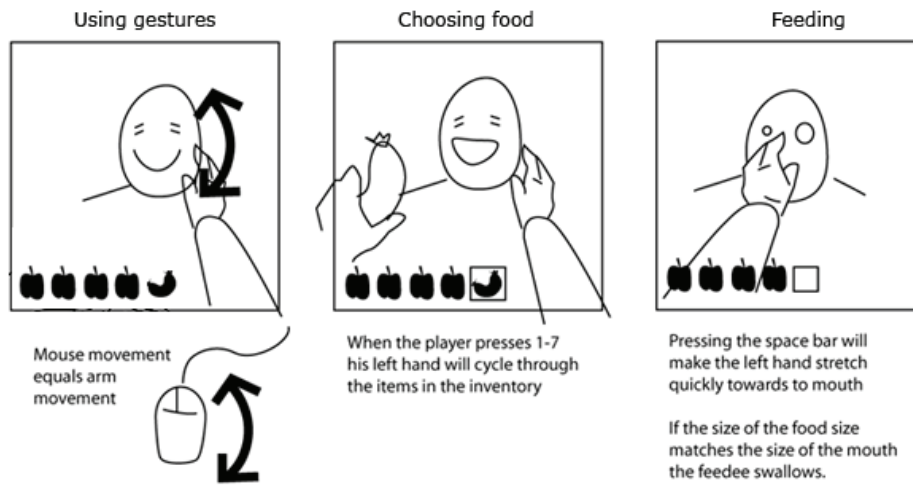 Using gestures
Choosing food
Feeding
Mouse movement
equals arm
movement
When the player presses 1-7
his left hand will cycle through
the items in the inventory
Pressing the space bar will
make the left hand stretch
quickly towards to mouth
If the size of the food size
matches the size of the mouth
the feedee swallows.